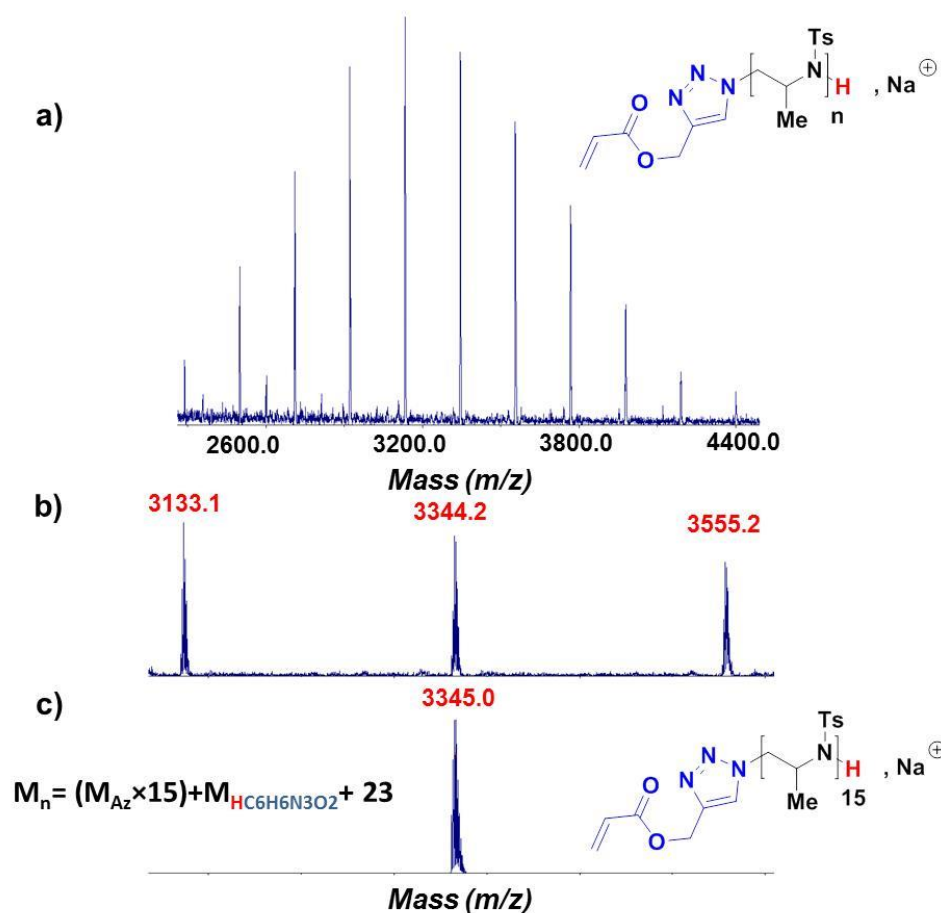 a)
Ts
N
N
N
N
H
, Na⊕
Me
n
O
O
2600.0 3200.0 3800.0 4400.0
Mass (m/z)
b)
3133.1 3344.2 3555.2
c)
3345.0
Mn= (MAz×15)+MHC6H6N3O2+ 23
Ts
N
N
N
N
H
, Na⊕
Me
15
O
O
Mass (m/z)